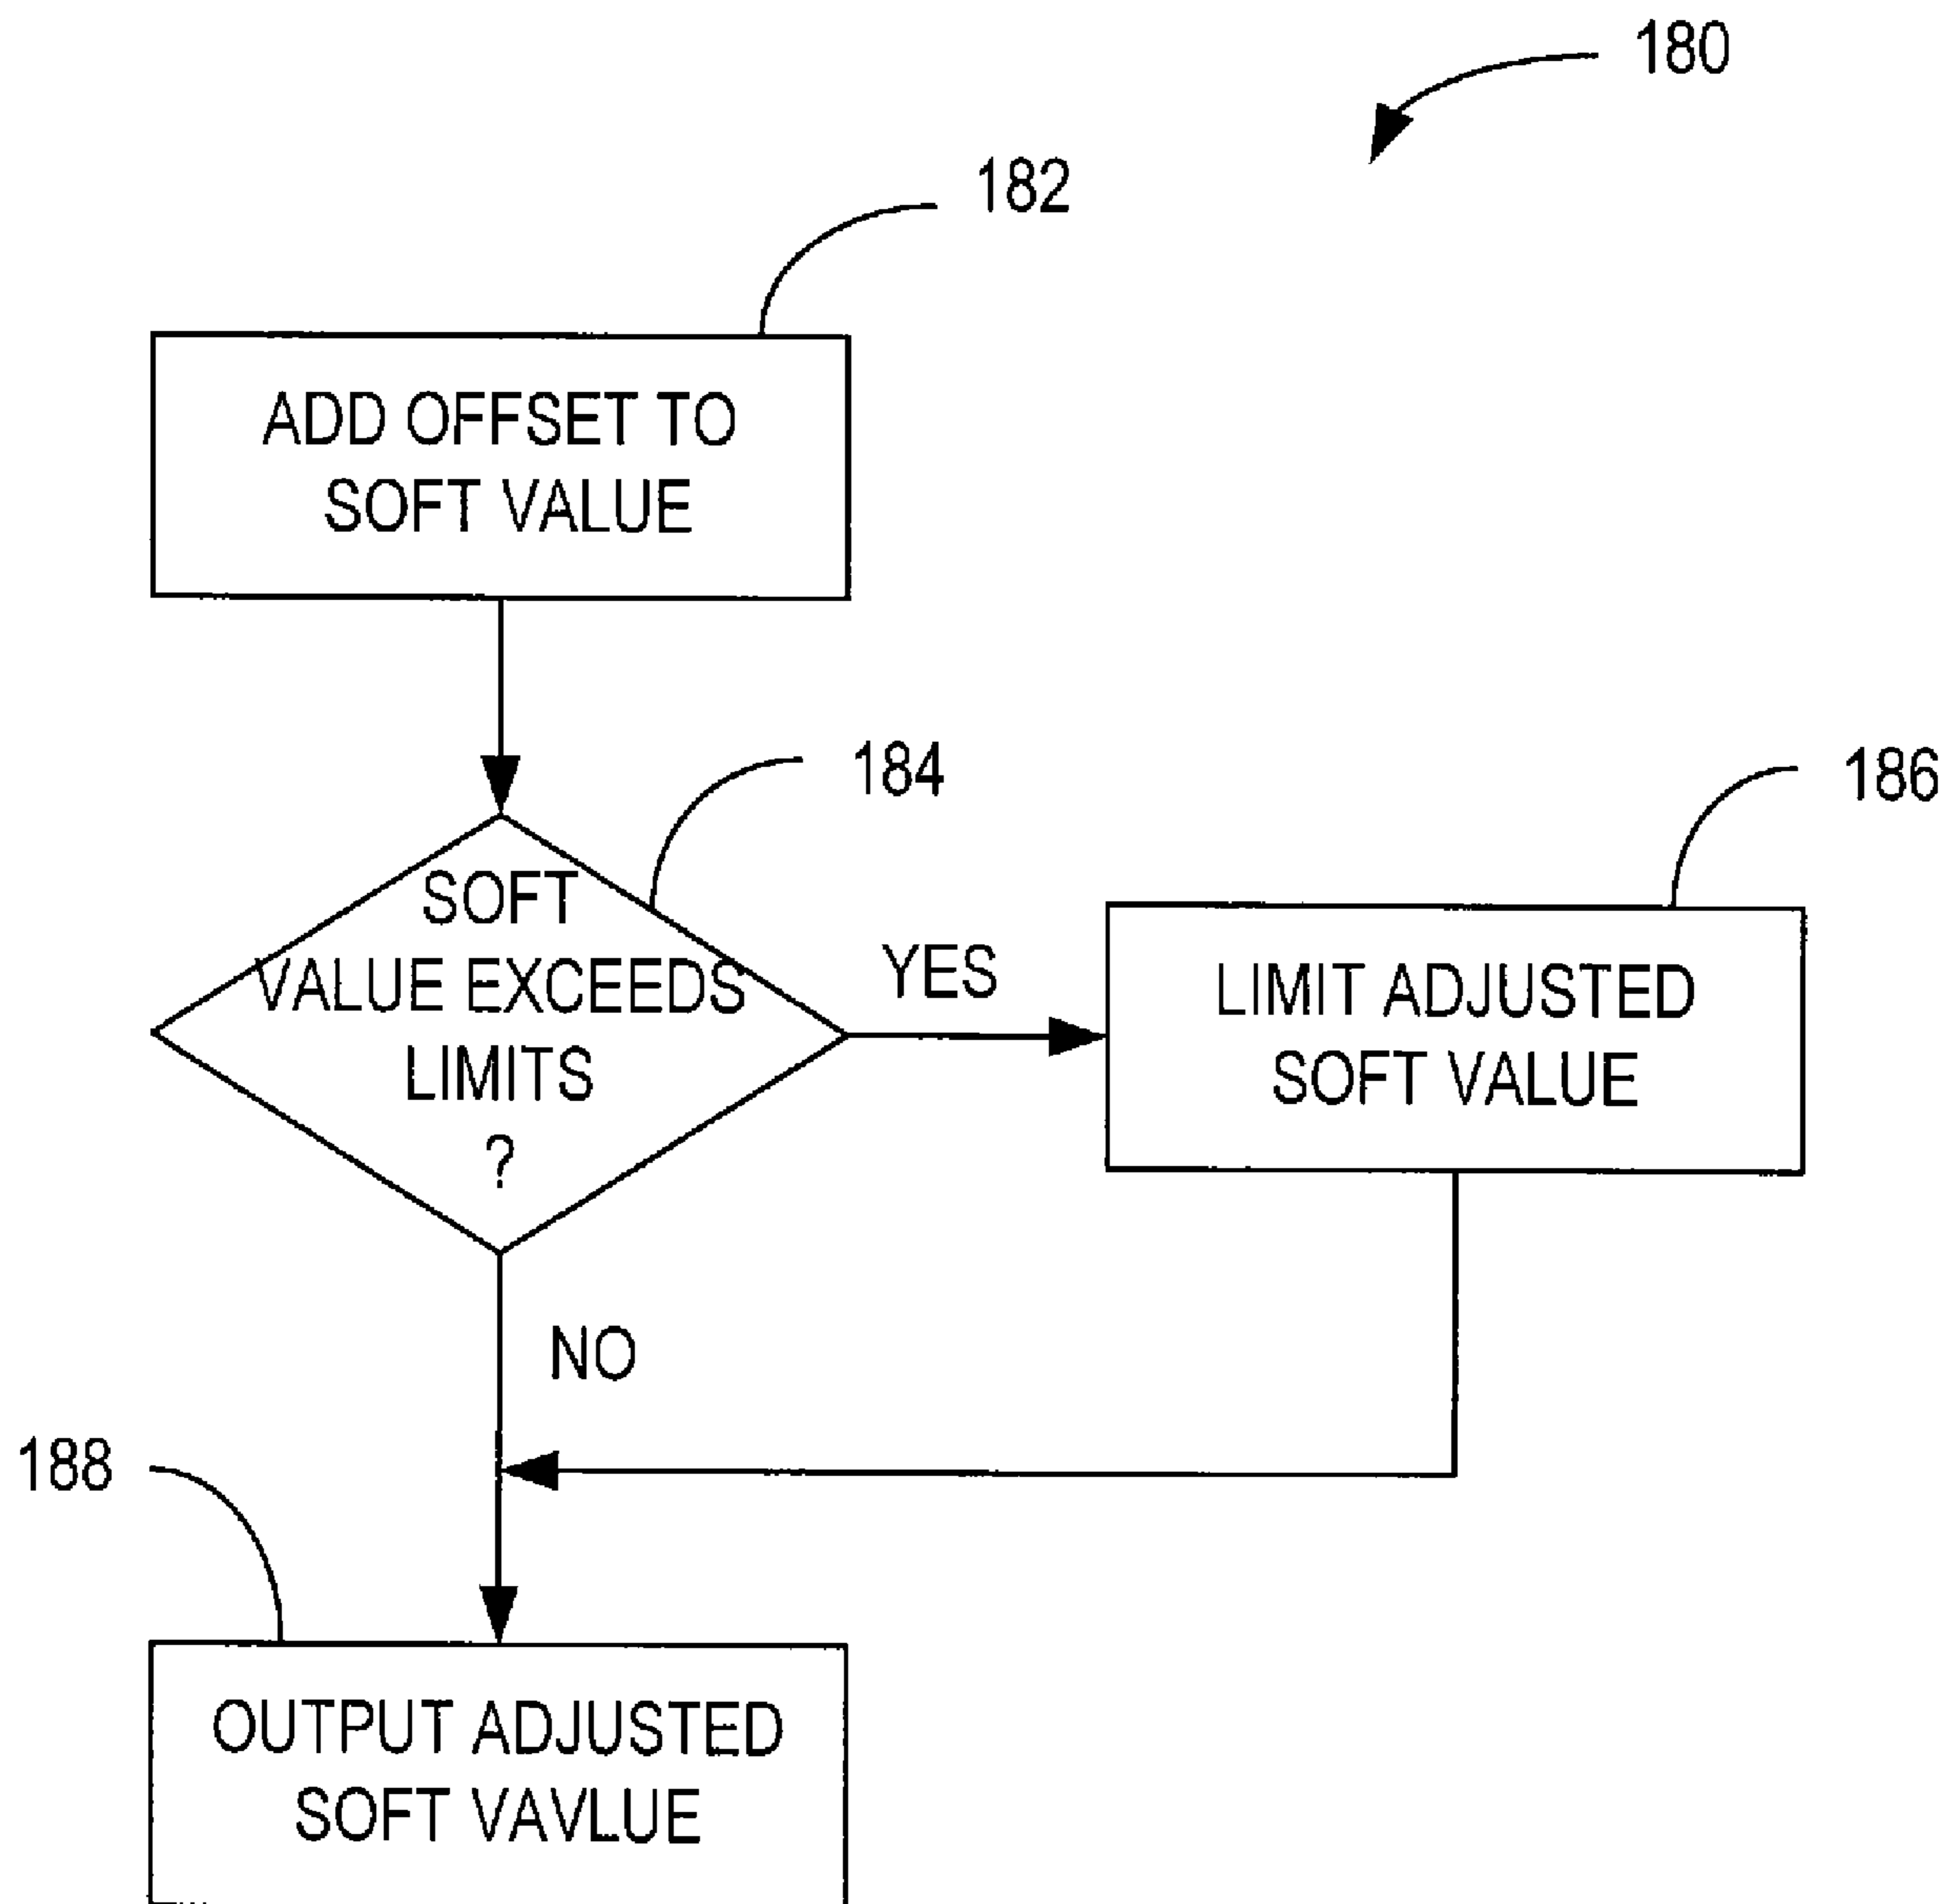 180
182
ADD OFFSET TO
SOFT VALUE
184
SOFT
VALUE EXCEEDS
LIMITS
?
YES
186
LIMIT ADJUSTED
SOFT VALUE
NO
188
OUTPUT ADJUSTED
SOFT VAVLUE